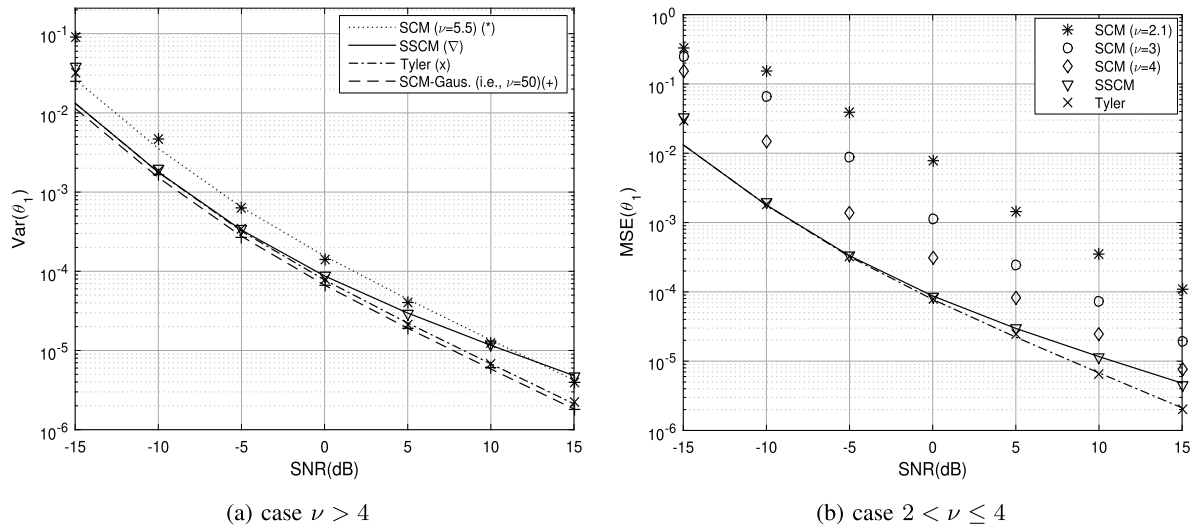 SCM (ν=5.5) (*)
SSCM (∇)
Tyler (x)
SCM-Gaus. (i.e., ν=50)(+)
10⁻¹
10⁻²
10⁻³
10⁻⁴
10⁻⁵
10⁻⁶
Var(θ₁)
-15 -10 -5 0 5 10 15
SNR(dB)
(a) case ν > 4
SCM (ν=2.1)
SCM (ν=3)
SCM (ν=4)
SSCM
Tyler
10⁰
10⁻¹
10⁻²
10⁻³
10⁻⁴
10⁻⁵
10⁻⁶
MSE(θ₁)
-15 -10 -5 0 5 10 15
SNR(dB)
(b) case 2 < ν ≤ 4